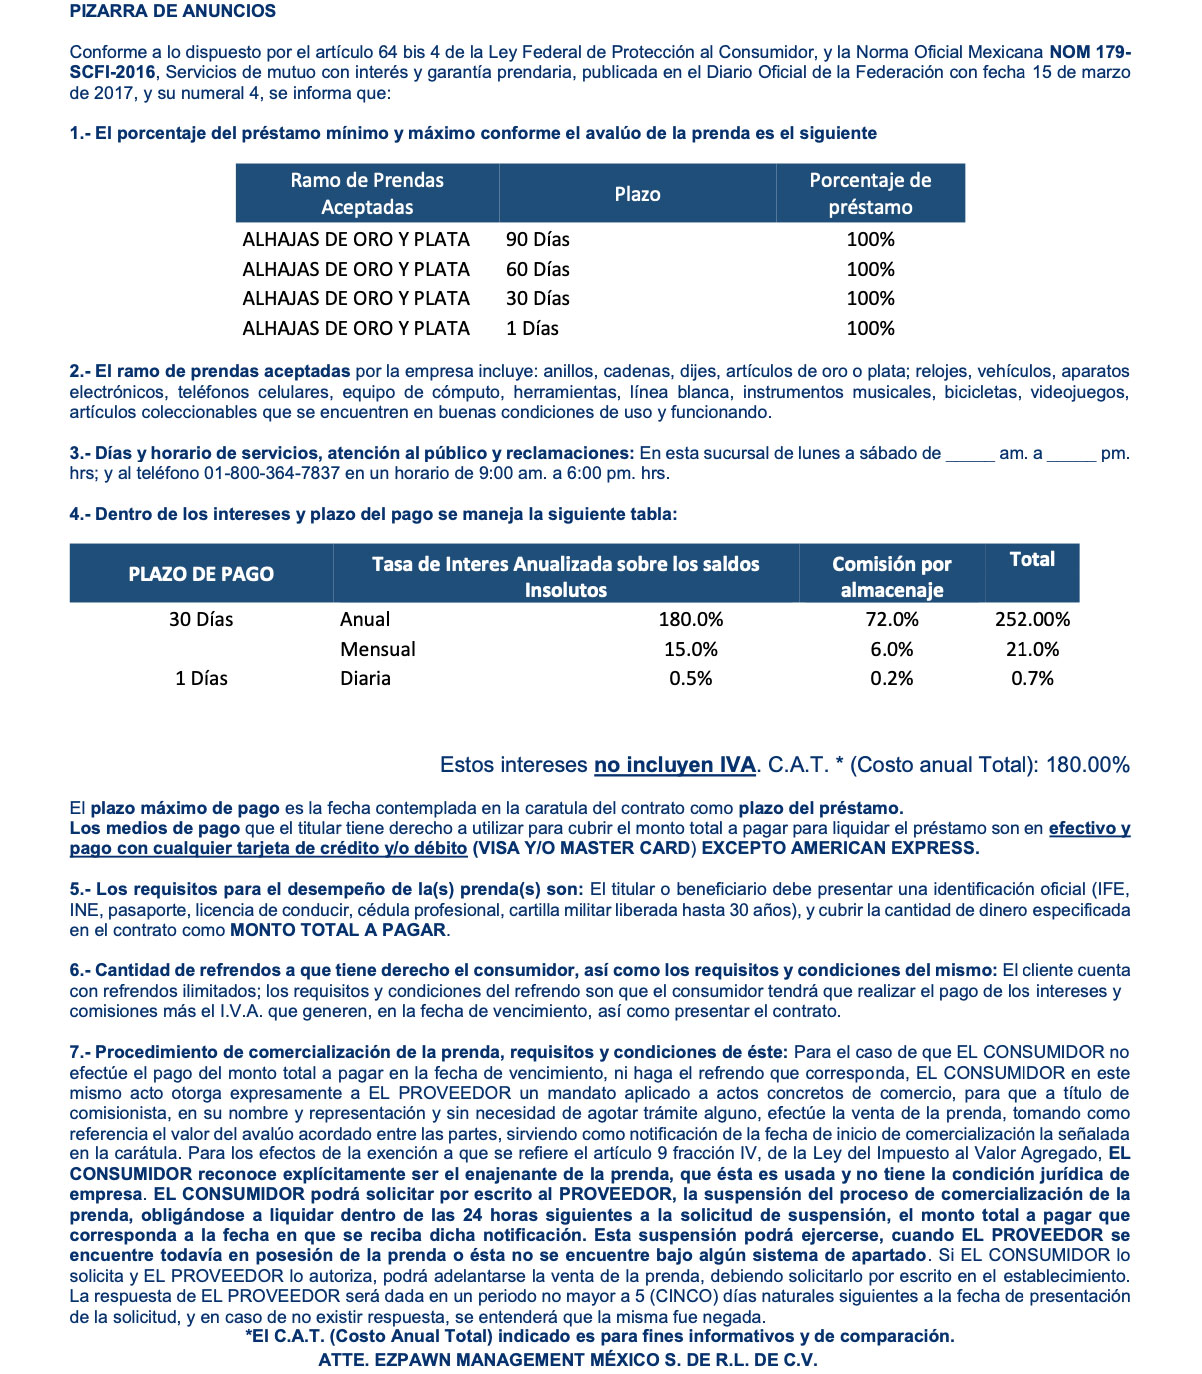 PIZARRA DE ANUNCIOS
Conforme a lo dispuesto por el artículo 64 bis 4 de la Ley Federal de Protección al Consumidor, y la Norma Oficial Mexicana NOM 179-
SCFI-2016, Servicios de mutuo con interés y garantía prendaria, publicada en el Diario Oficial de la Federación con fecha 15 de marzo
de 2017, y su numeral 4, se informa que:
1.- El porcentaje del préstamo mínimo y máximo conforme el avalúo de la prenda es el siguiente
Ramo de Prendas Aceptadas Plazo Porcentaje de préstamo
ALHAJAS DE ORO Y PLATA 90 Días 100%
ALHAJAS DE ORO Y PLATA 60 Días 100%
ALHAJAS DE ORO Y PLATA 30 Días 100%
ALHAJAS DE ORO Y PLATA 1 Días 100%
2.- El ramo de prendas aceptadas por la empresa incluye: anillos, cadenas, dijes, artículos de oro o plata; relojes, vehículos, aparatos
electrónicos, teléfonos celulares, equipo de cómputo, herramientas, línea blanca, instrumentos musicales, bicicletas, videojuegos,
artículos coleccionables que se encuentren en buenas condiciones de uso y funcionando.
3.- Días y horario de servicios, atención al público y reclamaciones: En esta sucursal de lunes a sábado de _____ am. a _____ pm.
hrs; y al teléfono 01-800-364-7837 en un horario de 9:00 am. a 6:00 pm. hrs.
4.- Dentro de los intereses y plazo del pago se maneja la siguiente tabla:
PLAZO DE PAGO Tasa de Interes Anualizada sobre los saldos Insolutos Comisión por almacenaje Total
30 Días Anual 180.0% 72.0% 252.00%
Mensual 15.0% 6.0% 21.0%
1 Días Diaria 0.5% 0.2% 0.7%
Estos intereses no incluyen IVA. C.A.T. * (Costo anual Total): 180.00%
El plazo máximo de pago es la fecha contemplada en la caratula del contrato como plazo del préstamo.
Los medios de pago que el titular tiene derecho a utilizar para cubrir el monto total a pagar para liquidar el préstamo son en efectivo y
pago con cualquier tarjeta de crédito y/o débito (VISA Y/O MASTER CARD) EXCEPTO AMERICAN EXPRESS.
5.- Los requisitos para el desempeño de la(s) prenda(s) son: El titular o beneficiario debe presentar una identificación oficial (IFE,
INE, pasaporte, licencia de conducir, cédula profesional, cartilla militar liberada hasta 30 años), y cubrir la cantidad de dinero especificada
en el contrato como MONTO TOTAL A PAGAR.
6.- Cantidad de refrendos a que tiene derecho el consumidor, así como los requisitos y condiciones del mismo: El cliente cuenta
con refrendos ilimitados; los requisitos y condiciones del refrendo son que el consumidor tendrá que realizar el pago de los intereses y
comisiones más el I.V.A. que generen, en la fecha de vencimiento, así como presentar el contrato.
7.- Procedimiento de comercialización de la prenda, requisitos y condiciones de éste: Para el caso de que EL CONSUMIDOR no
efectúe el pago del monto total a pagar en la fecha de vencimiento, ni haga el refrendo que corresponda, EL CONSUMIDOR en este
mismo acto otorga expresamente a EL PROVEEDOR un mandato aplicado a actos concretos de comercio, para que a título de
comisionista, en su nombre y representación y sin necesidad de agotar trámite alguno, efectúe la venta de la prenda, tomando como
referencia el valor del avalúo acordado entre las partes, sirviendo como notificación de la fecha de inicio de comercialización la señalada
en la carátula. Para los efectos de la exención a que se refiere el artículo 9 fracción IV, de la Ley del Impuesto al Valor Agregado, EL
CONSUMIDOR reconoce explícitamente ser el enajenante de la prenda, que ésta es usada y no tiene la condición jurídica de
empresa. EL CONSUMIDOR podrá solicitar por escrito al PROVEEDOR, la suspensión del proceso de comercialización de la
prenda, obligándose a liquidar dentro de las 24 horas siguientes a la solicitud de suspensión, el monto total a pagar que
corresponda a la fecha en que se reciba dicha notificación. Esta suspensión podrá ejercerse, cuando EL PROVEEDOR se
encuentre todavía en posesión de la prenda o ésta no se encuentre bajo algún sistema de apartado. Si EL CONSUMIDOR lo
solicita y EL PROVEEDOR lo autoriza, podrá adelantarse la venta de la prenda, debiendo solicitarlo por escrito en el establecimiento.
La respuesta de EL PROVEEDOR será dada en un periodo no mayor a 5 (CINCO) días naturales siguientes a la fecha de presentación
de la solicitud, y en caso de no existir respuesta, se entenderá que la misma fue negada.
*El C.A.T. (Costo Anual Total) indicado es para fines informativos y de comparación.
ATTE. EZPAWN MANAGEMENT MÉXICO S. DE R.L. DE C.V.